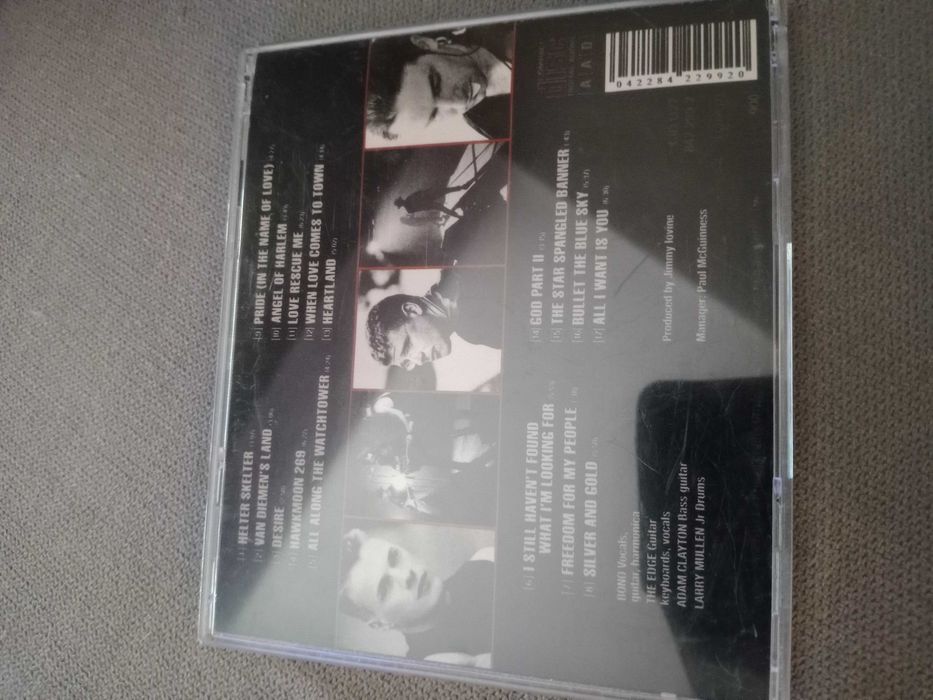 [1] HELTER SKELTER
[2] VAN DIEMEN'S LAND
DESIRE
HAWKMOON 269
ALL ALONG THE WATCHTOWER (4:24)
[9] PRIDE (IN THE NAME OF LOVE)
[10] ANGEL OF HARLEM
[11] LOVE RESCUE ME
[12] WHEN LOVE COMES TO TOWN
[13] HEARTLAND
[6] I STILL HAVEN'T FOUND
WHAT I'M LOOKING FOR
[7] FREEDOM FOR MY PEOPLE
[8] SILVER AND GOLD
[14] GOD PART II
[15] THE STAR SPANGLED BANNER
[16] BULLET THE BLUE SKY
[17] ALL I WANT IS YOU
BONO Vocals,
guitar, harmonica
THE EDGE Guitar
keyboards, vocals
ADAM CLAYTON Bass guitar
LARRY MULLEN Jr Drums
Produced by Jimmy Iovine
Manager: Paul McGuinness
A A D
0 42284 22992 0